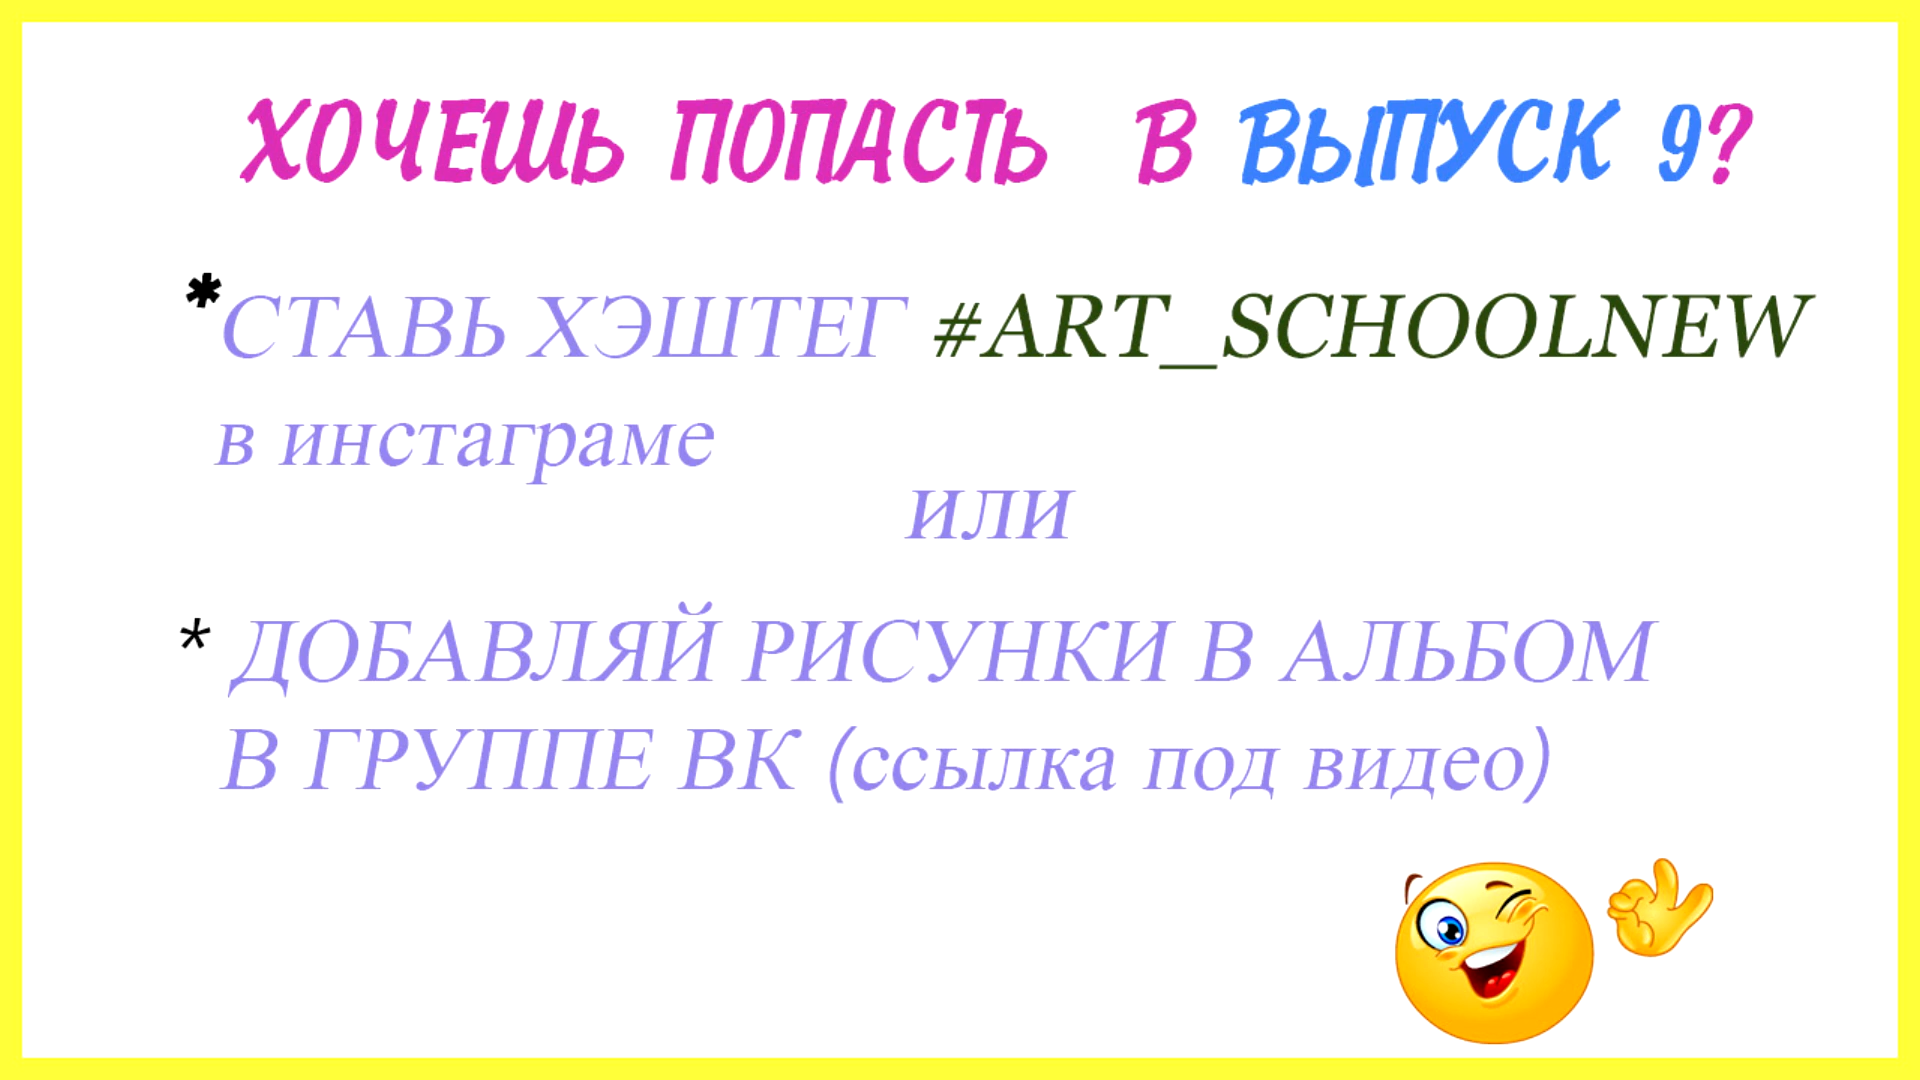 ХОЧЕШЬ ПОПАСТЬ В ВЫПУСК 9?
*СТАВЬ ХЭШТЕГ #ART_SCHOOLNEW
в инстаграме
или
* ДОБАВЛЯЙ РИСУНКИ В АЛЬБОМ
В ГРУППЕ ВК (ссылка под видео)